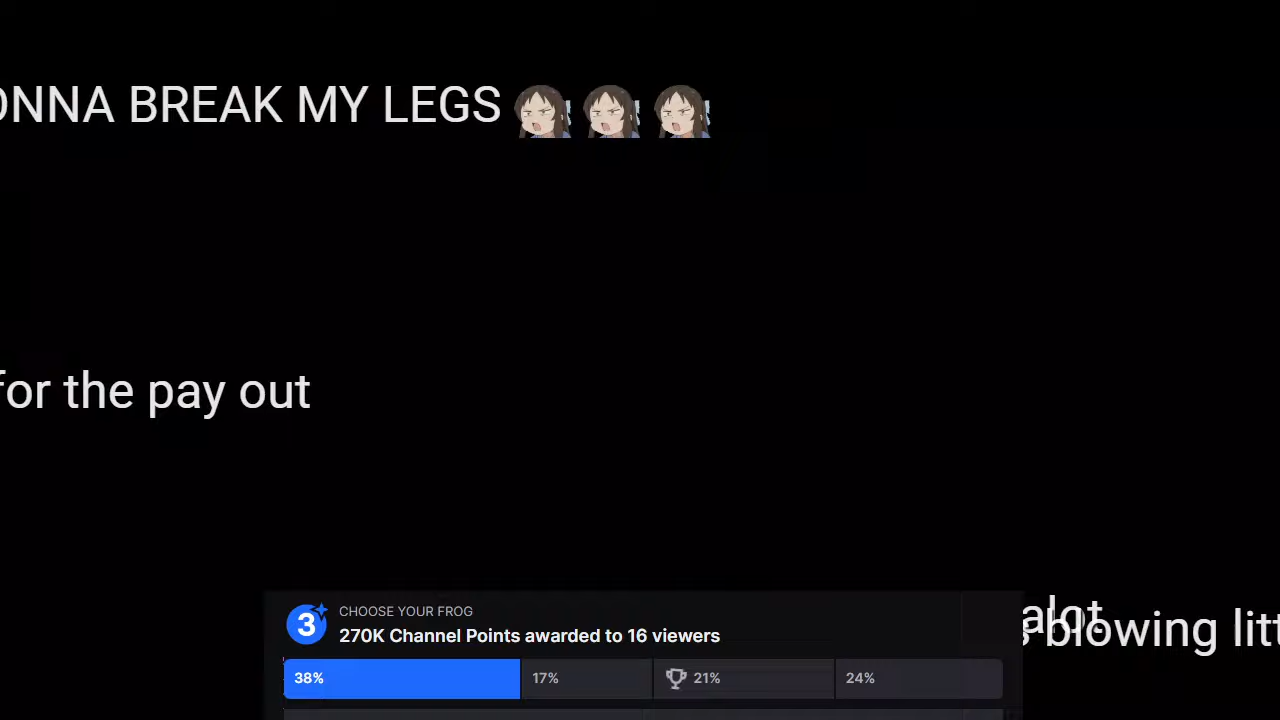 ONNA BREAK MY LEGS
for the pay out
CHOOSE YOUR FROG
3
270K Channel Points awarded to 16 viewers
alot
blowing litt
38%
17%
21%
24%